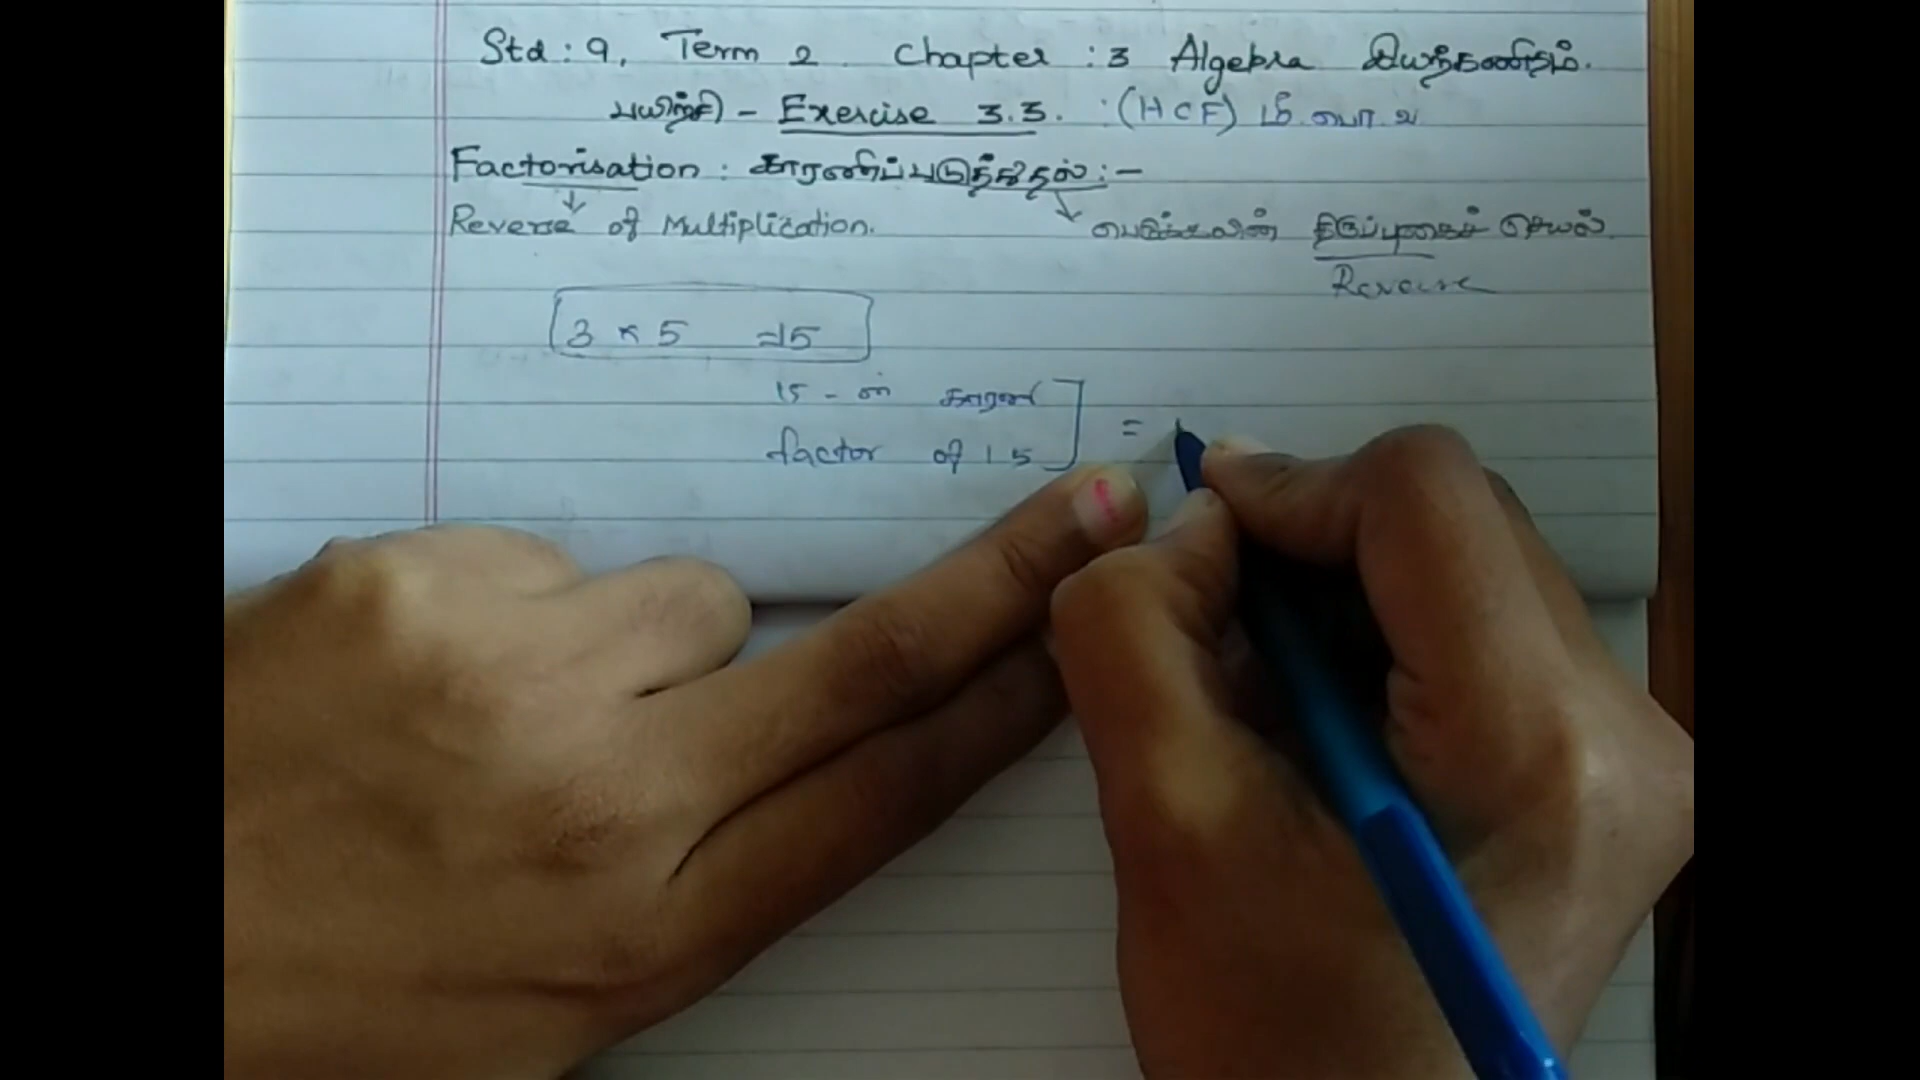 Std : 9, Term 2 Chapter : 3 Algebra இயற்கணிதம்.
பயிற்சி - Exercise 3.3. : (HCF) மீ.பொ.வ
Factorisation : காரணிப்படுத்துதல் :-
Reverse of Multiplication. பெருக்கலின் திருப்புகைச் செயல்.
Reverse
3 × 5 = 15
15 - ன் காரணி
factor of 15 =